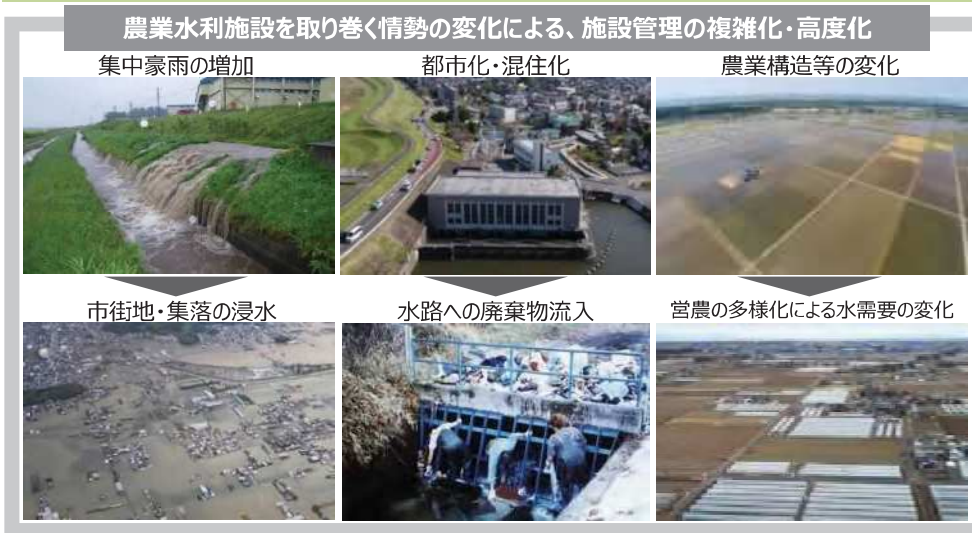 農業水利施設を取り巻く情勢の変化による、施設管理の複雑化・高度化
集中豪雨の増加
都市化・混住化
農業構造等の変化
市街地・集落の浸水
水路への廃棄物流入
営農の多様化による水需要の変化